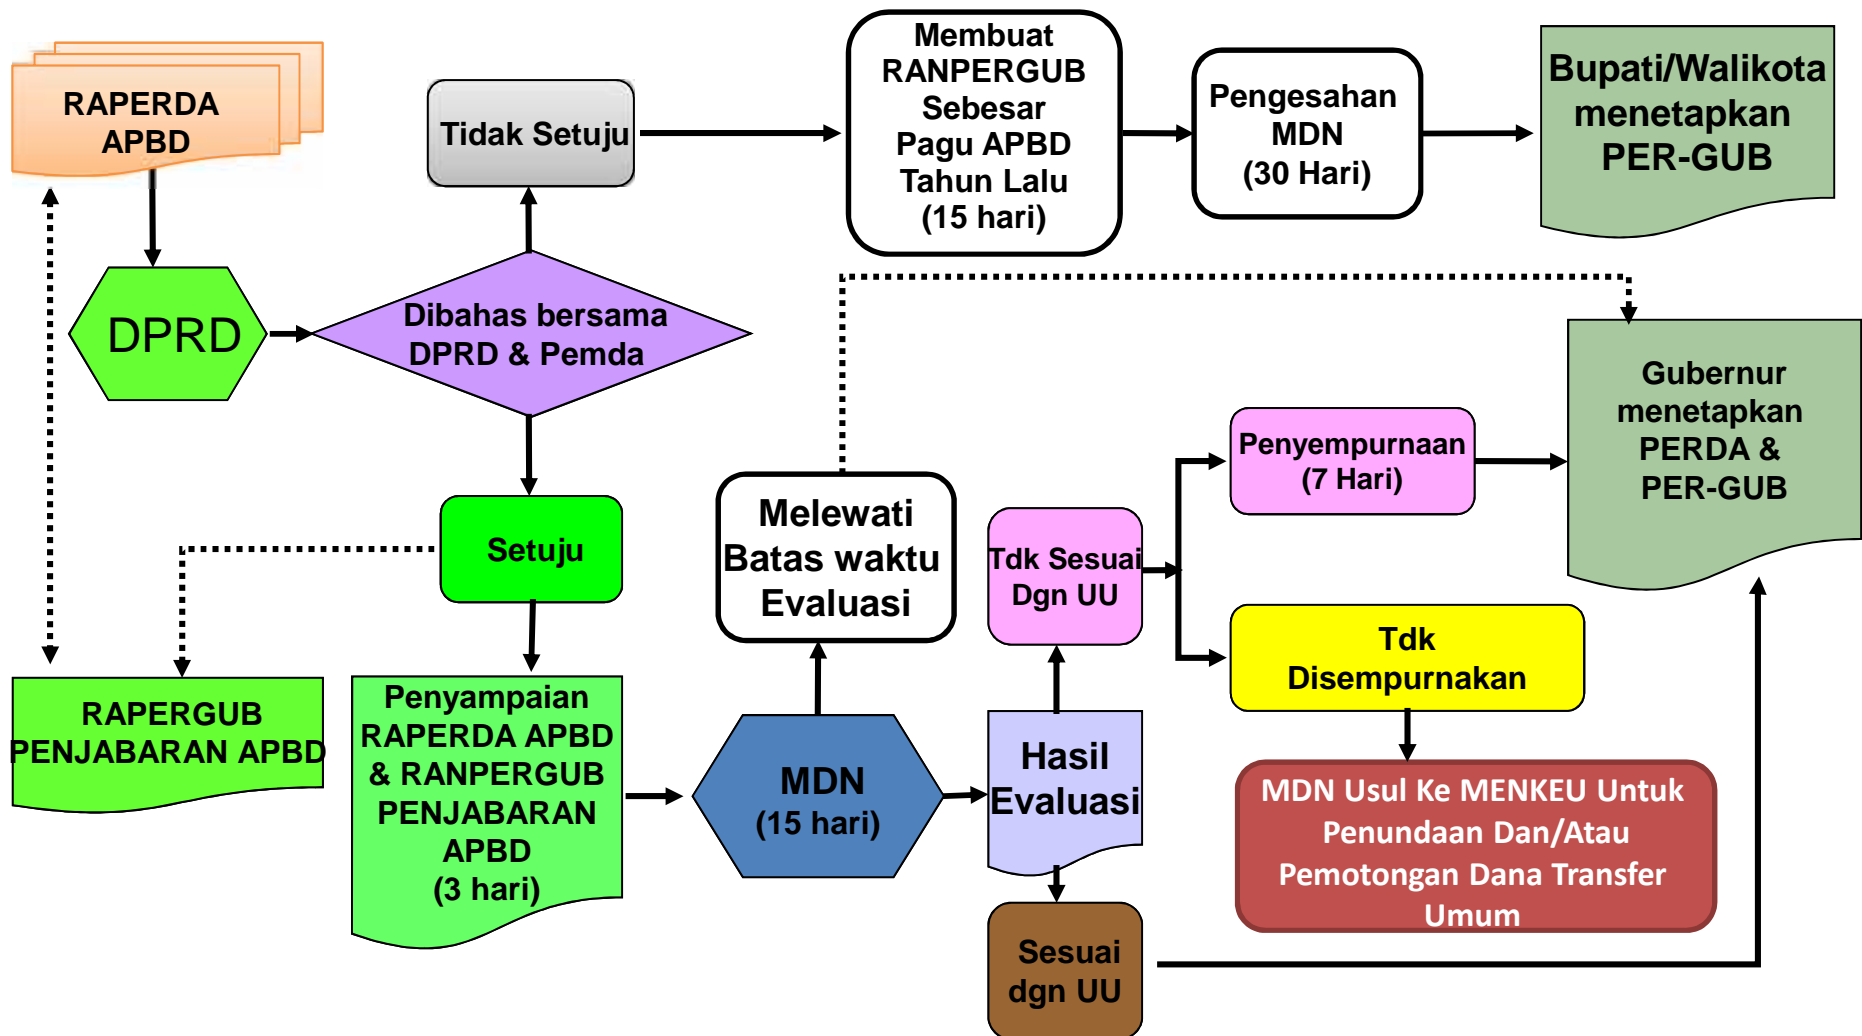 RAPERDA
APBD
Tidak Setuju
Membuat
RANPERGUB
Sebesar
Pagu APBD
Tahun Lalu
(15 hari)
Pengesahan
MDN
(30 Hari)
Bupati/Walikota
menetapkan
PER-GUB
DPRD
Dibahas bersama
DPRD & Pemda
Gubernur
menetapkan
PERDA &
PER-GUB
Penyempurnaan
(7 Hari)
Setuju
Melewati
Batas waktu
Evaluasi
Tdk Sesuai
Dgn UU
Tdk
Disempurnakan
RAPERGUB
PENJABARAN APBD
Penyampaian
RAPERDA APBD
& RANPERGUB
PENJABARAN
APBD
(3 hari)
MDN
(15 hari)
Hasil
Evaluasi
MDN Usul Ke MENKEU Untuk
Penundaan Dan/Atau
Pemotongan Dana Transfer
Umum
Sesuai
dgn UU